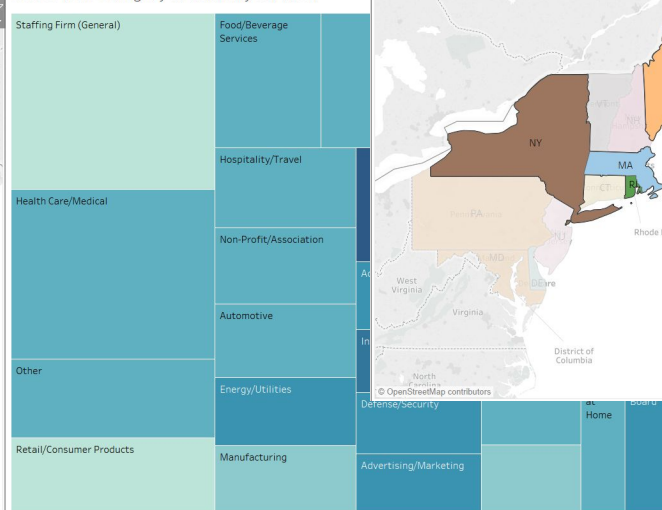 Staffing Firm (General)
Food/Beverage
Services
Hospitality/Travel
Health Care/Medical
Non-Profit/Association
Automotive
Other
Energy/Utilities
Retail/Consumer Products
Manufacturing
Defense/Security
Advertising/Marketing
at
Home
Board
NY
VT
NH
MA
CT
RI
Rhode
PA
NJ
MD
DE
West
Virginia
Virginia
District of
Columbia
North
Carolina
© OpenStreetMap contributors